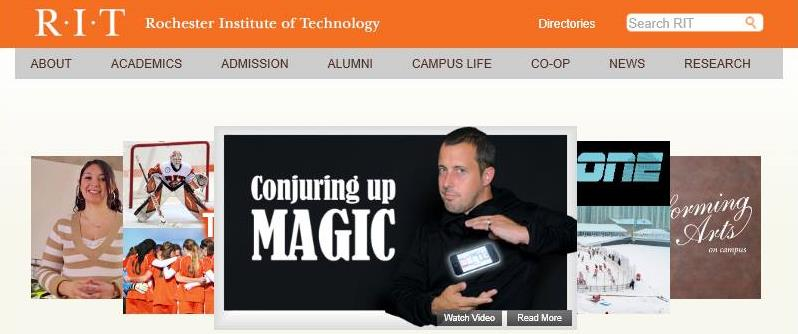 R·I·T Rochester Institute of Technology
Directories
Search RIT
ABOUT ACADEMICS ADMISSION ALUMNI CAMPUS LIFE CO-OP NEWS RESEARCH
Conjuring up
MAGIC
Watch Video Read More
ONE
orming
Arts
on campus